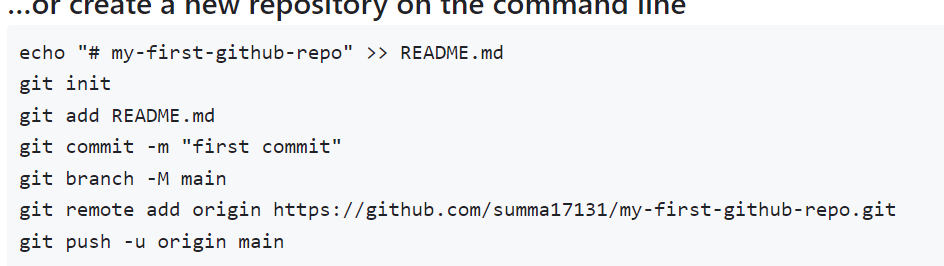 ...or create a new repository on the command line
echo "# my-first-github-repo" >> README.md
git init
git add README.md
git commit -m "first commit"
git branch -M main
git remote add origin https://github.com/summa17131/my-first-github-repo.git
git push -u origin main